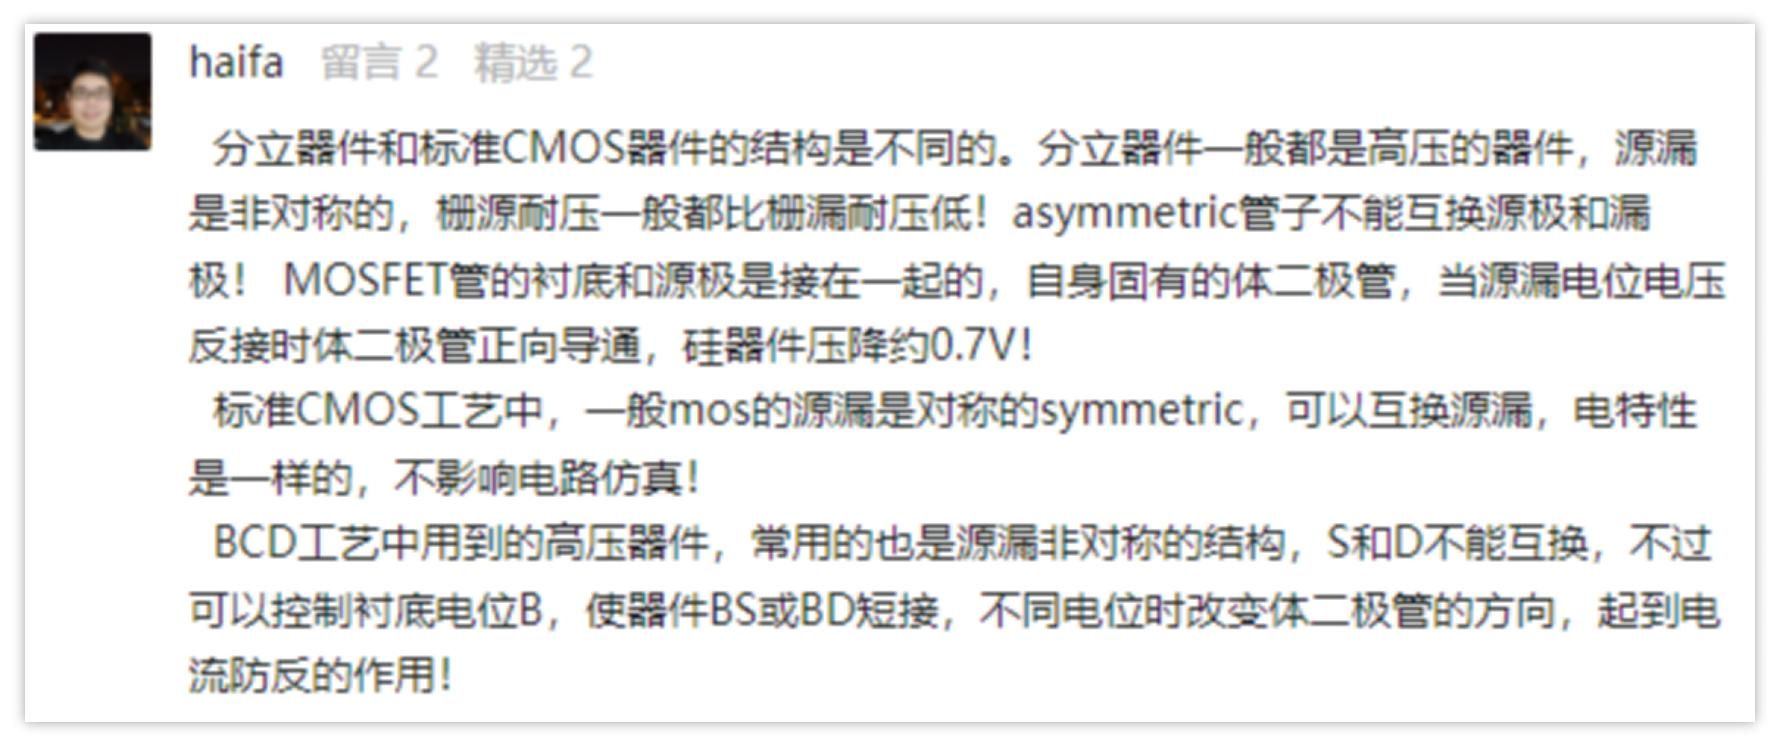 haifa 留言 2 精选 2
分立器件和标准CMOS器件的结构是不同的。分立器件一般都是高压的器件，源漏
是非对称的，栅源耐压一般都比栅漏耐压低！asymmetric管子不能互换源极和漏
极！ MOSFET管的衬底和源极是接在一起的，自身固有的体二极管，当源漏电位电压
反接时体二极管正向导通，硅器件压降约0.7V！
标准CMOS工艺中，一般mos的源漏是对称的symmetric，可以互换源漏，电特性
是一样的，不影响电路仿真！
BCD工艺中用到的高压器件，常用的也是源漏非对称的结构，S和D不能互换，不过
可以控制衬底电位B，使器件BS或BD短接，不同电位时改变体二极管的方向，起到电
流防反的作用！